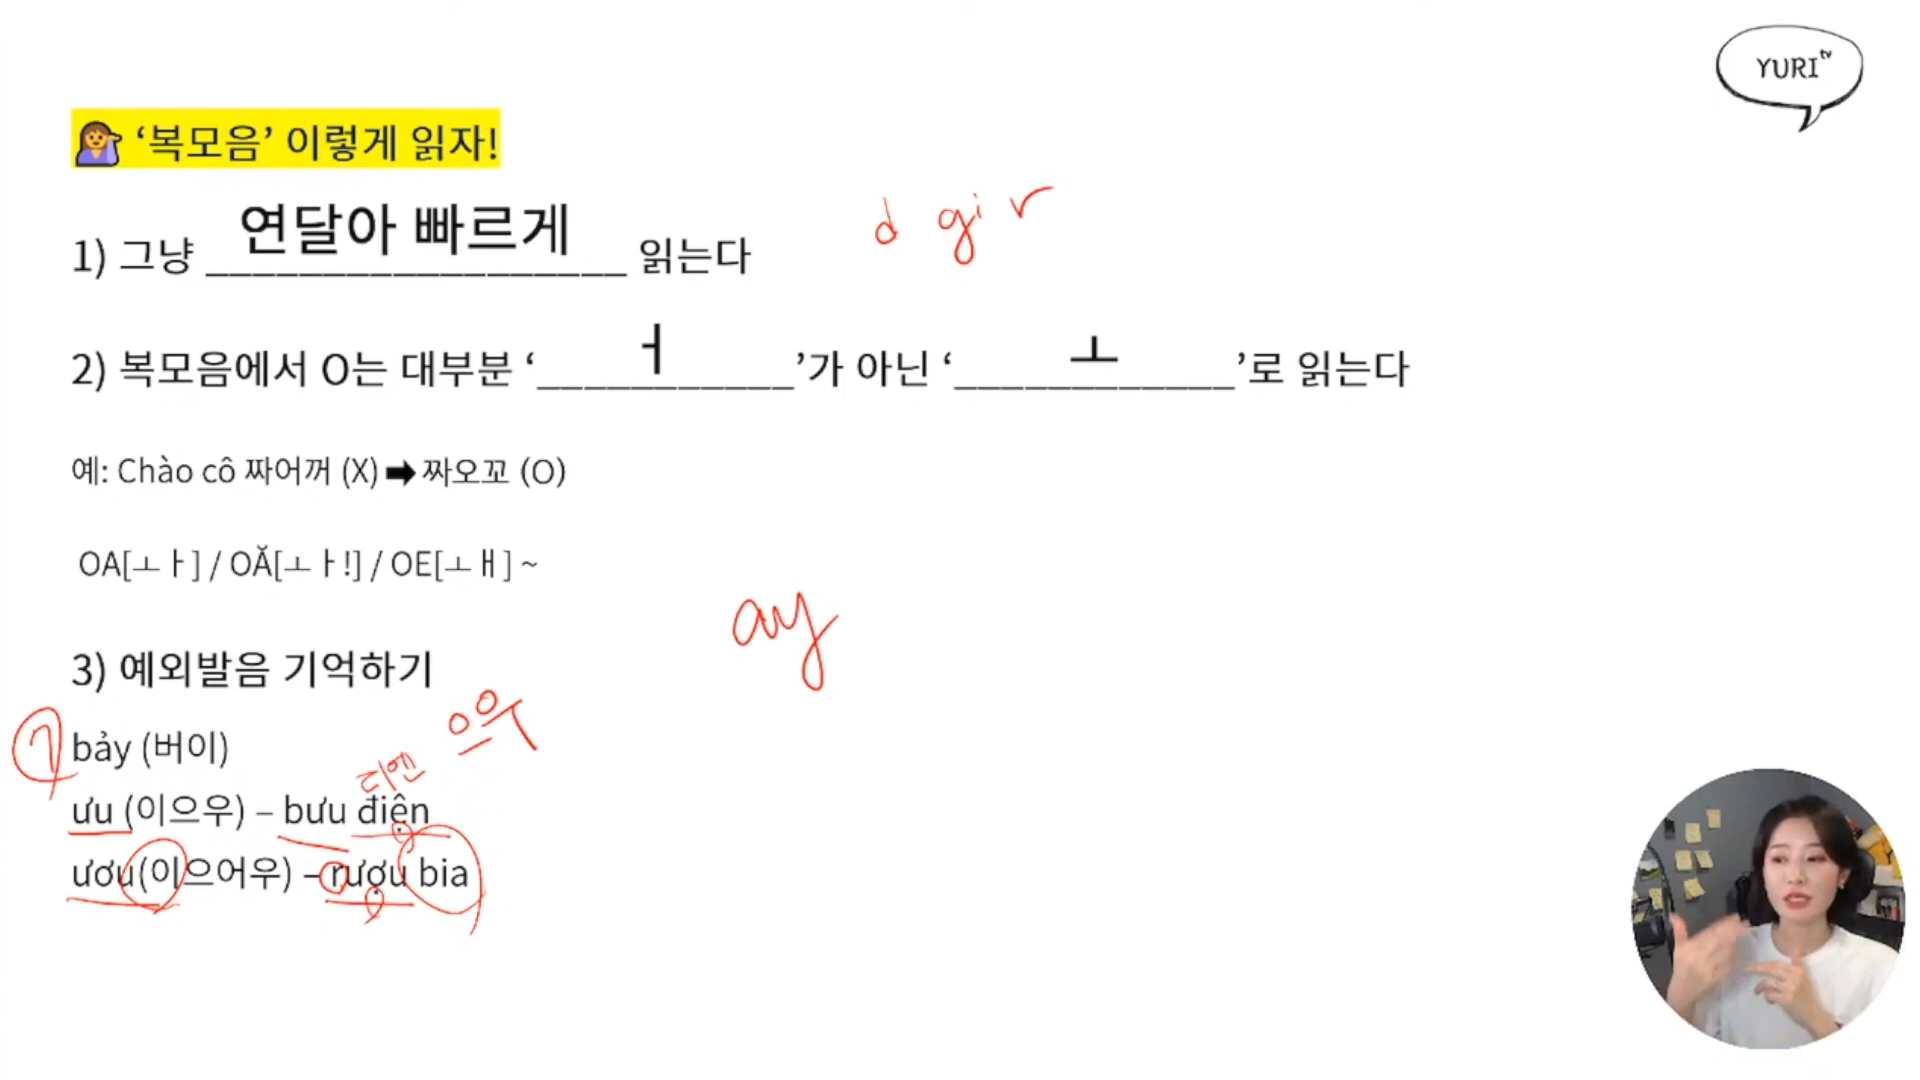 YURI tv
‘복모음’ 이렇게 읽자!
1) 그냥 연달아 빠르게 읽는다
d gi r
2) 복모음에서 O는 대부분 ‘ㅓ’가 아닌 ‘ㅗ’로 읽는다
예: Chào cô 짜어꺼 (X) ➡ 짜오꼬 (O)
OA[ㅗㅏ] / OĂ[ㅗㅏ!] / OE[ㅗㅐ] ~
ay
3) 예외발음 기억하기
으우
7 bảy (버이)
디엔
ưu (이으우) – bưu điện
ươu(이으어우) – rượu bia